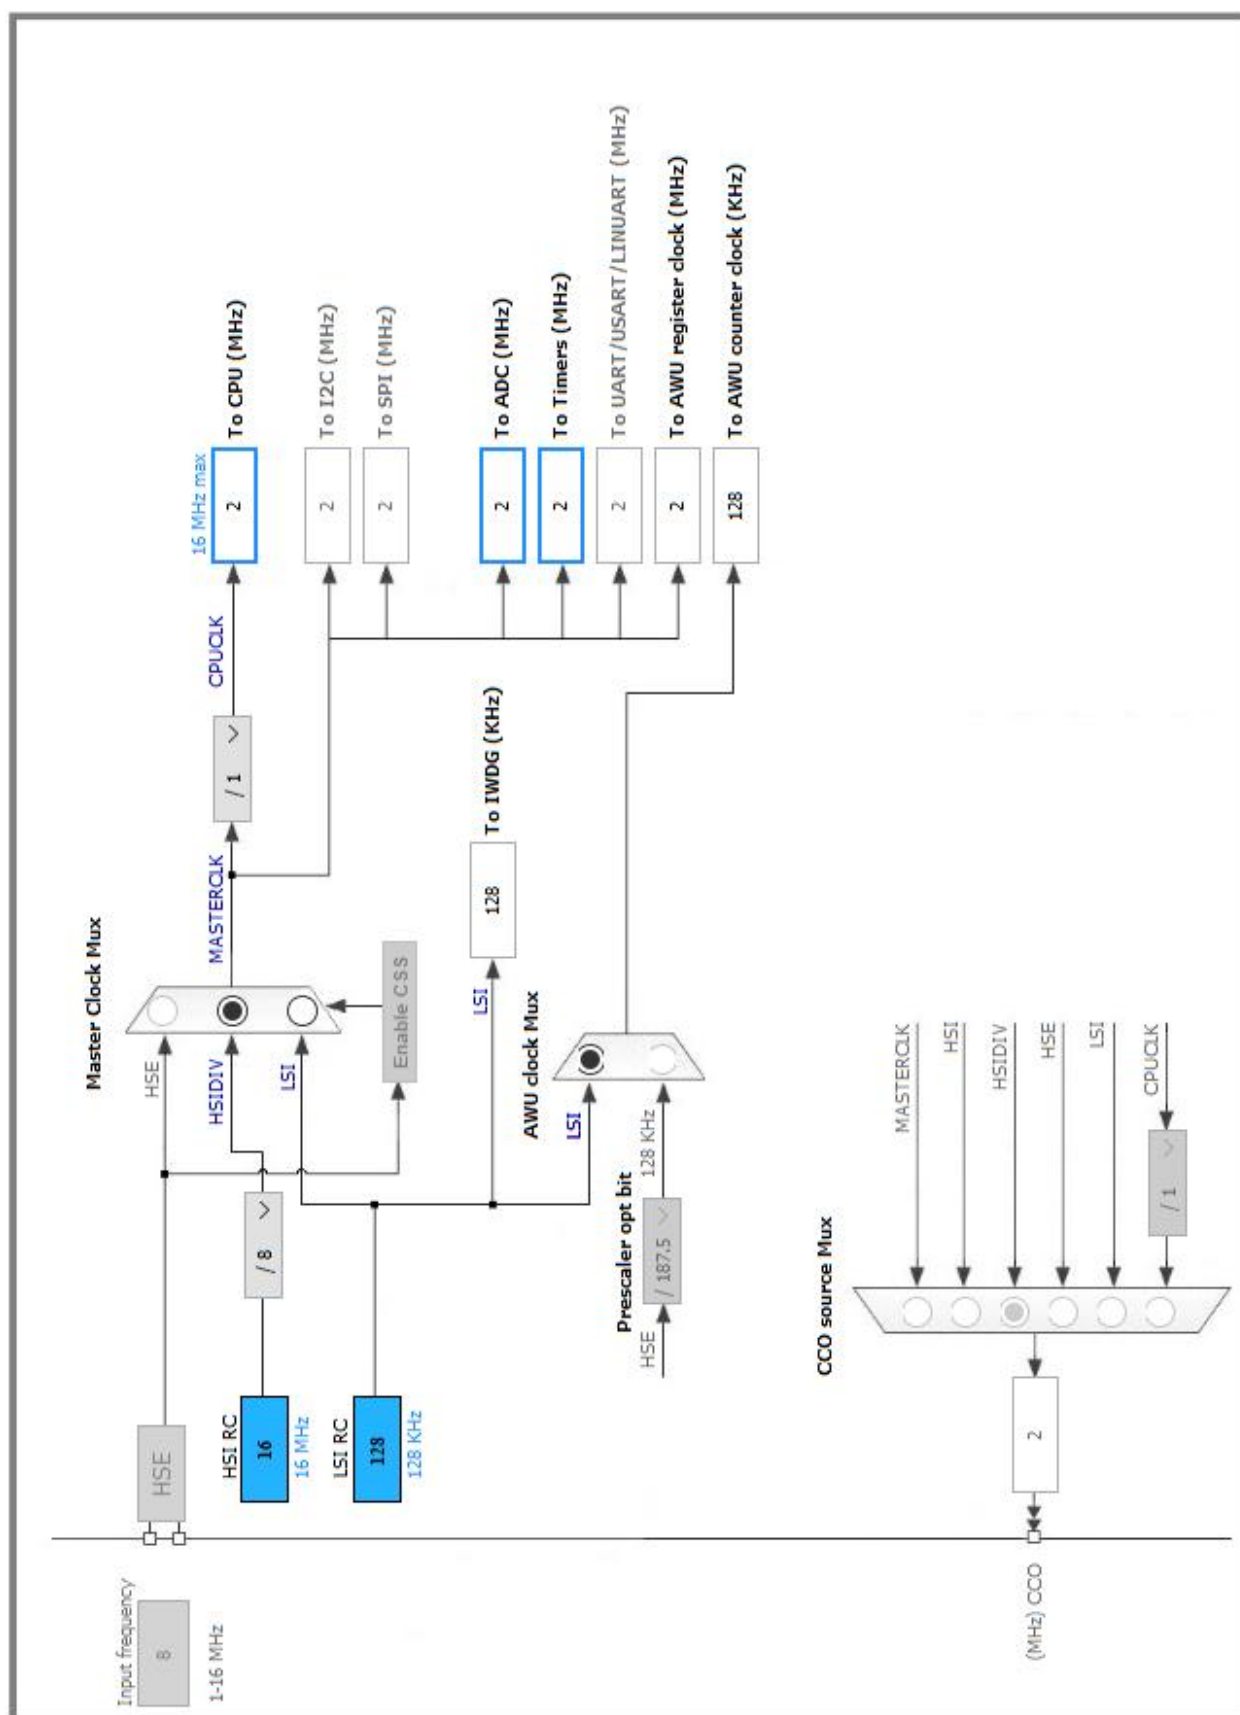 Input frequency
8
1-16 MHz
HSE
HSI RC
16
16 MHz
LSI RC
128
128 KHz
/ 8
HSE
HSIDIV
LSI
Master Clock Mux
Enable CSS
MASTERCLK
/ 1
CPUCLK
16 MHz max
2
To CPU (MHz)
2
To I2C (MHz)
2
To SPI (MHz)
2
To ADC (MHz)
2
To Timers (MHz)
2
To UART/USART/LINUART (MHz)
2
To AWU register clock (MHz)
128
To AWU counter clock (KHz)
LSI
128
To IWDG (KHz)
AWU clock Mux
LSI
128 KHz
Prescaler opt bit
/ 187.5
HSE
CCO source Mux
MASTERCLK
HSI
HSIDIV
HSE
LSI
CPUCLK
/ 1
2
(MHz) CCO